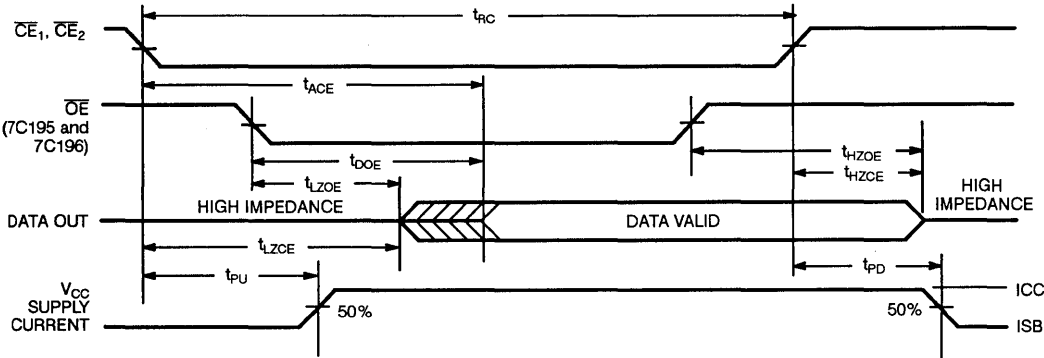 tRC
CE1, CE2
tACE
OE
(7C195 and
7C196)
tDOE
tHZOE
tLZOE
tHZCE
HIGH
IMPEDANCE
HIGH IMPEDANCE
DATA OUT
DATA VALID
tLZCE
tPU
tPD
VCC
SUPPLY
CURRENT
50%
50%
ICC
ISB